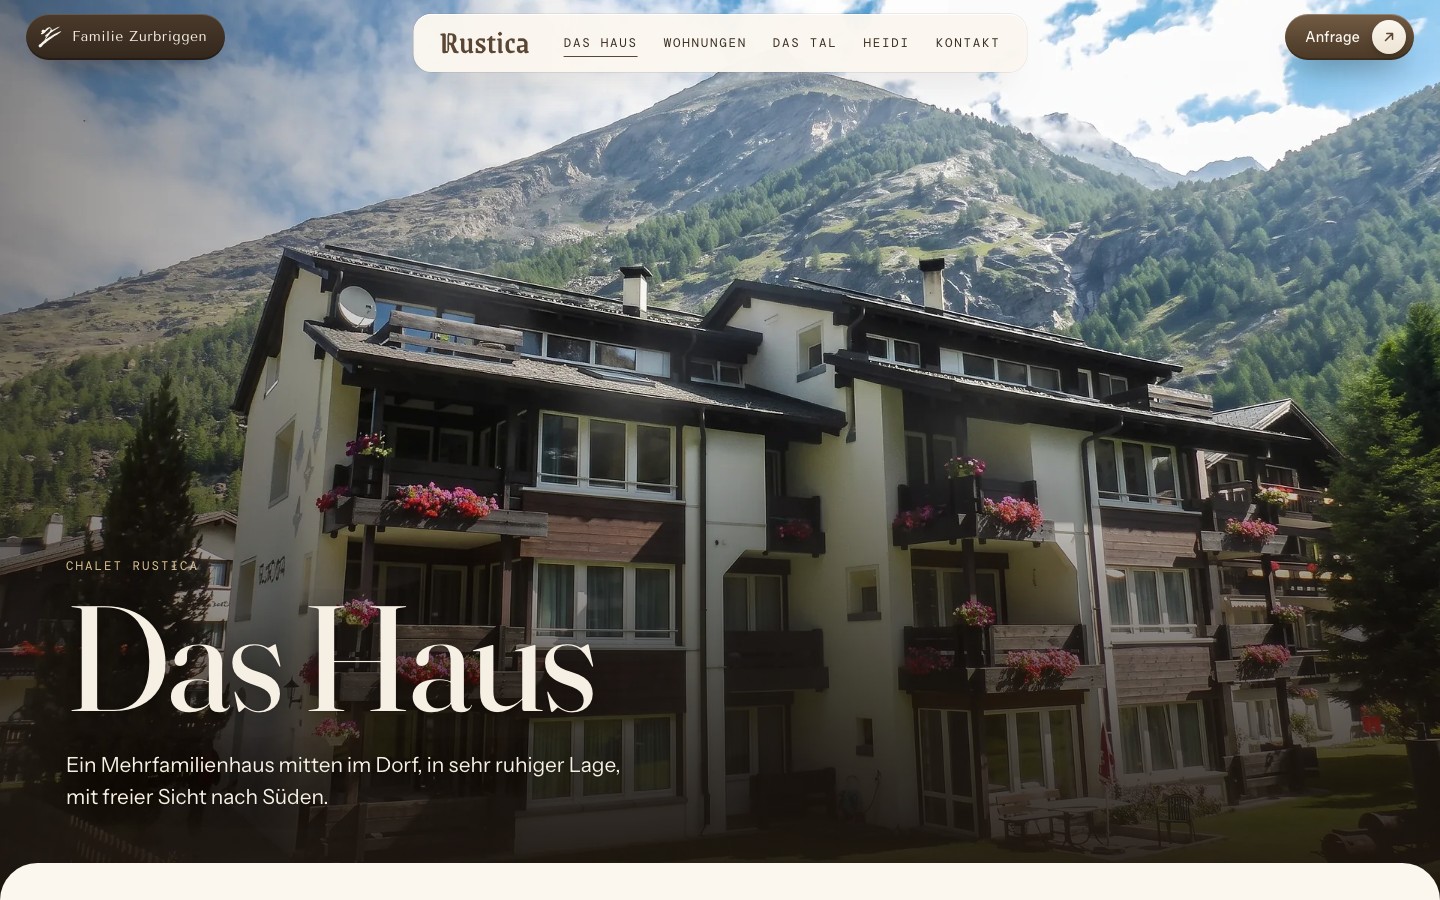 Familie Zurbriggen
Rustica
DAS HAUS
WOHNUNGEN
DAS TAL
HEIDI
KONTAKT
Anfrage
CHALET RUSTICA
Das Haus
Ein Mehrfamilienhaus mitten im Dorf, in sehr ruhiger Lage,
mit freier Sicht nach Süden.